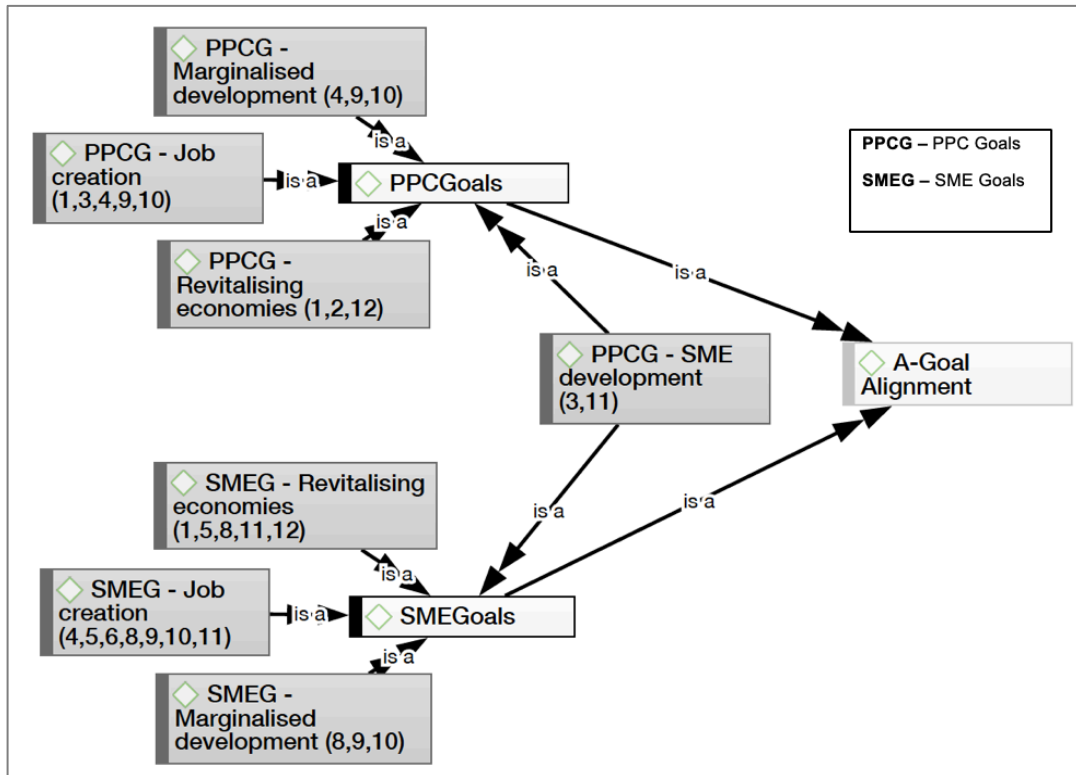 PPCG -
Marginalised
development (4,9,10)
is a
PPCG - Job
creation
(1,3,4,9,10)
is a
PPCGoals
is a
PPCG -
Revitalising
economies (1,2,12)
PPCG – PPC Goals
SMEG – SME Goals
is a
is a
PPCG - SME
development
(3,11)
A-Goal
Alignment
SMEG - Revitalising
economies
(1,5,8,11,12)
is a
is a
is a
SMEG - Job
creation
(4,5,6,8,9,10,11)
is a
SMEGoals
is a
SMEG -
Marginalised
development (8,9,10)